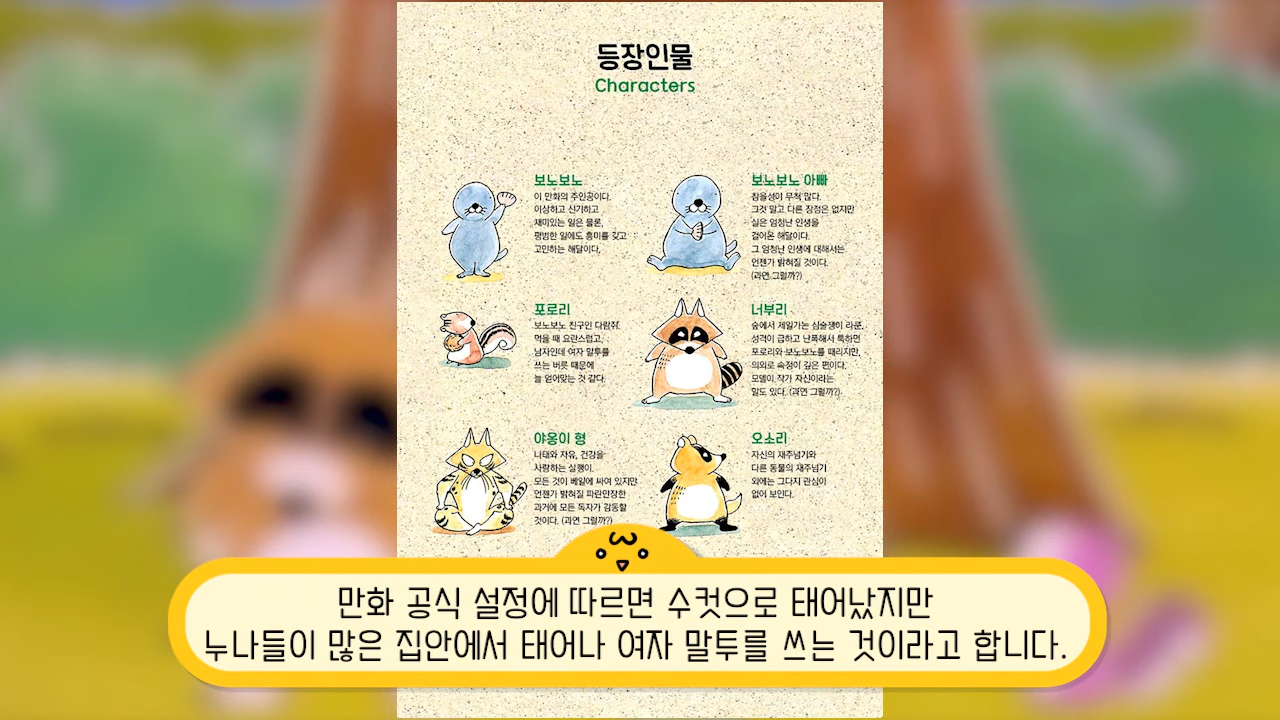 등장인물
Characters
보노보노
이 만화의 주인공이다.
이상하고 신기하고
재미있는 일은 물론,
평범한 일에도 흥미를 갖고
고민하는 해달이다.
보노보노 아빠
참을성이 무척 많다.
그것 말고 다른 장점은 없지만
실은 엄청난 인생을
걸어온 해달이다.
그 엄청난 인생에 대해서는
언젠가 밝혀질 것이다.
(과연 그럴까?)
포로리
보노보노 친구인 다람쥐.
먹을 때 요란스럽고,
남자인데 여자 말투를
쓰는 버릇 때문에
늘 얻어맞는 것 같다.
너부리
숲에서 제일가는 심술쟁이 라쿤.
성격이 급하고 난폭해서 툭하면
포로리와 보노보노를 때리지만,
의외로 속정이 깊은 편이다.
모델이 작가 자신이라는
말도 있다. (과연 그럴까?)
야옹이 형
나태와 자유, 건강을
사랑하는 실행이.
모든 것이 베일에 싸여 있지만
언젠가 밝혀질 파란만장한
과거에 모든 독자가 감동할
것이다. (과연 그럴까?)
오소리
자신의 재주넘기와
다른 동물의 재주넘기
외에는 그다지 관심이
없어 보인다.
만화 공식 설정에 따르면 수컷으로 태어났지만
누나들이 많은 집안에서 태어나 여자 말투를 쓰는 것이라고 합니다.